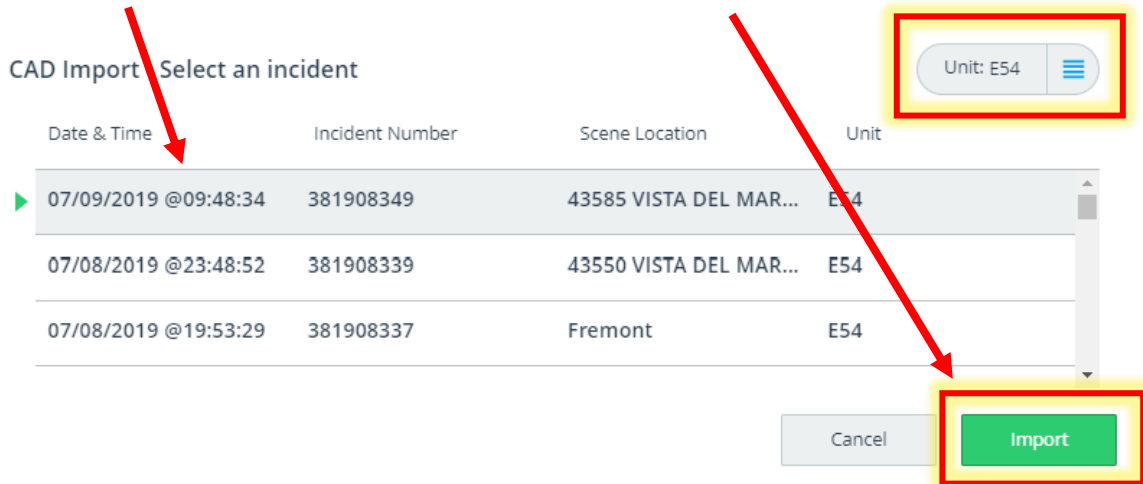 CAD Import Select an incident
Unit: E54
Date & Time Incident Number Scene Location Unit
07/09/2019 @09:48:34 381908349 43585 VISTA DEL MAR... E54
07/08/2019 @23:48:52 381908339 43550 VISTA DEL MAR... E54
07/08/2019 @19:53:29 381908337 Fremont E54
Cancel Import